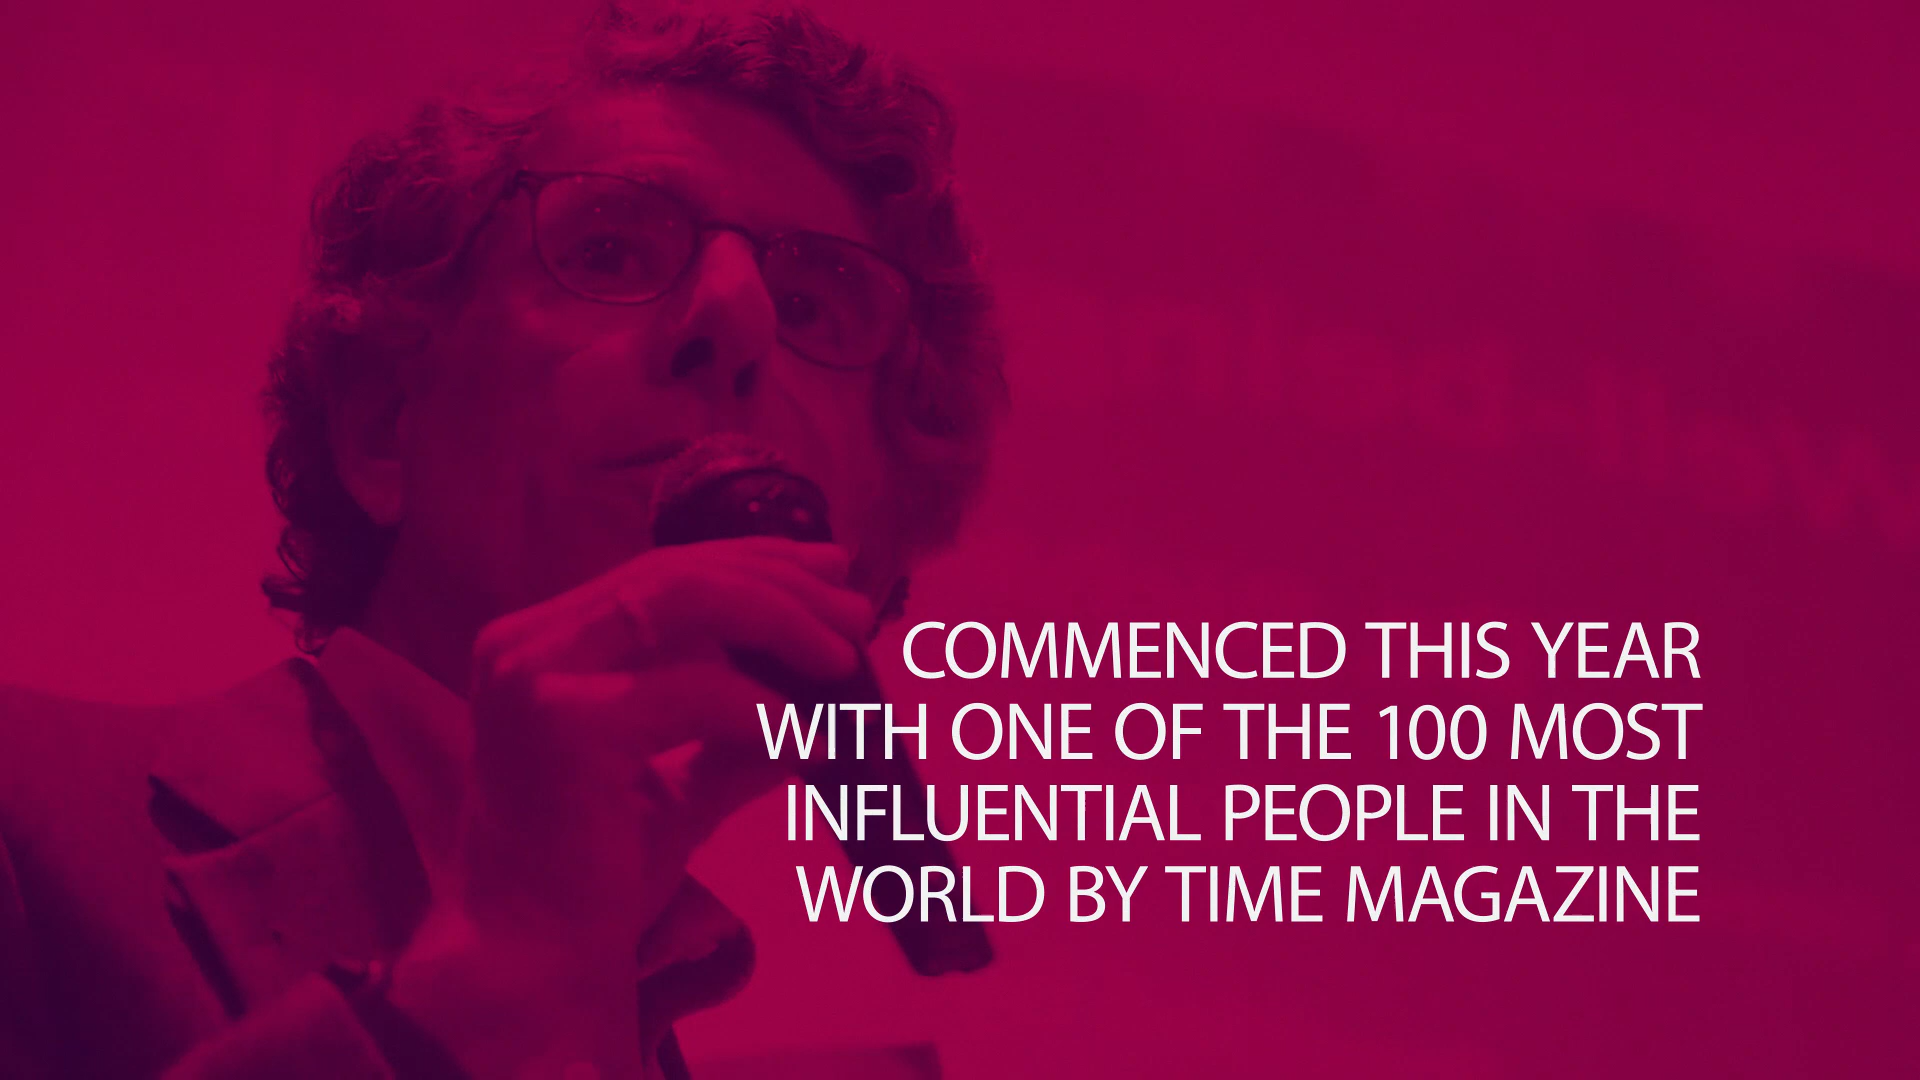 COMMENCED THIS YEAR
WITH ONE OF THE 100 MOST
INFLUENTIAL PEOPLE IN THE
WORLD BY TIME MAGAZINE